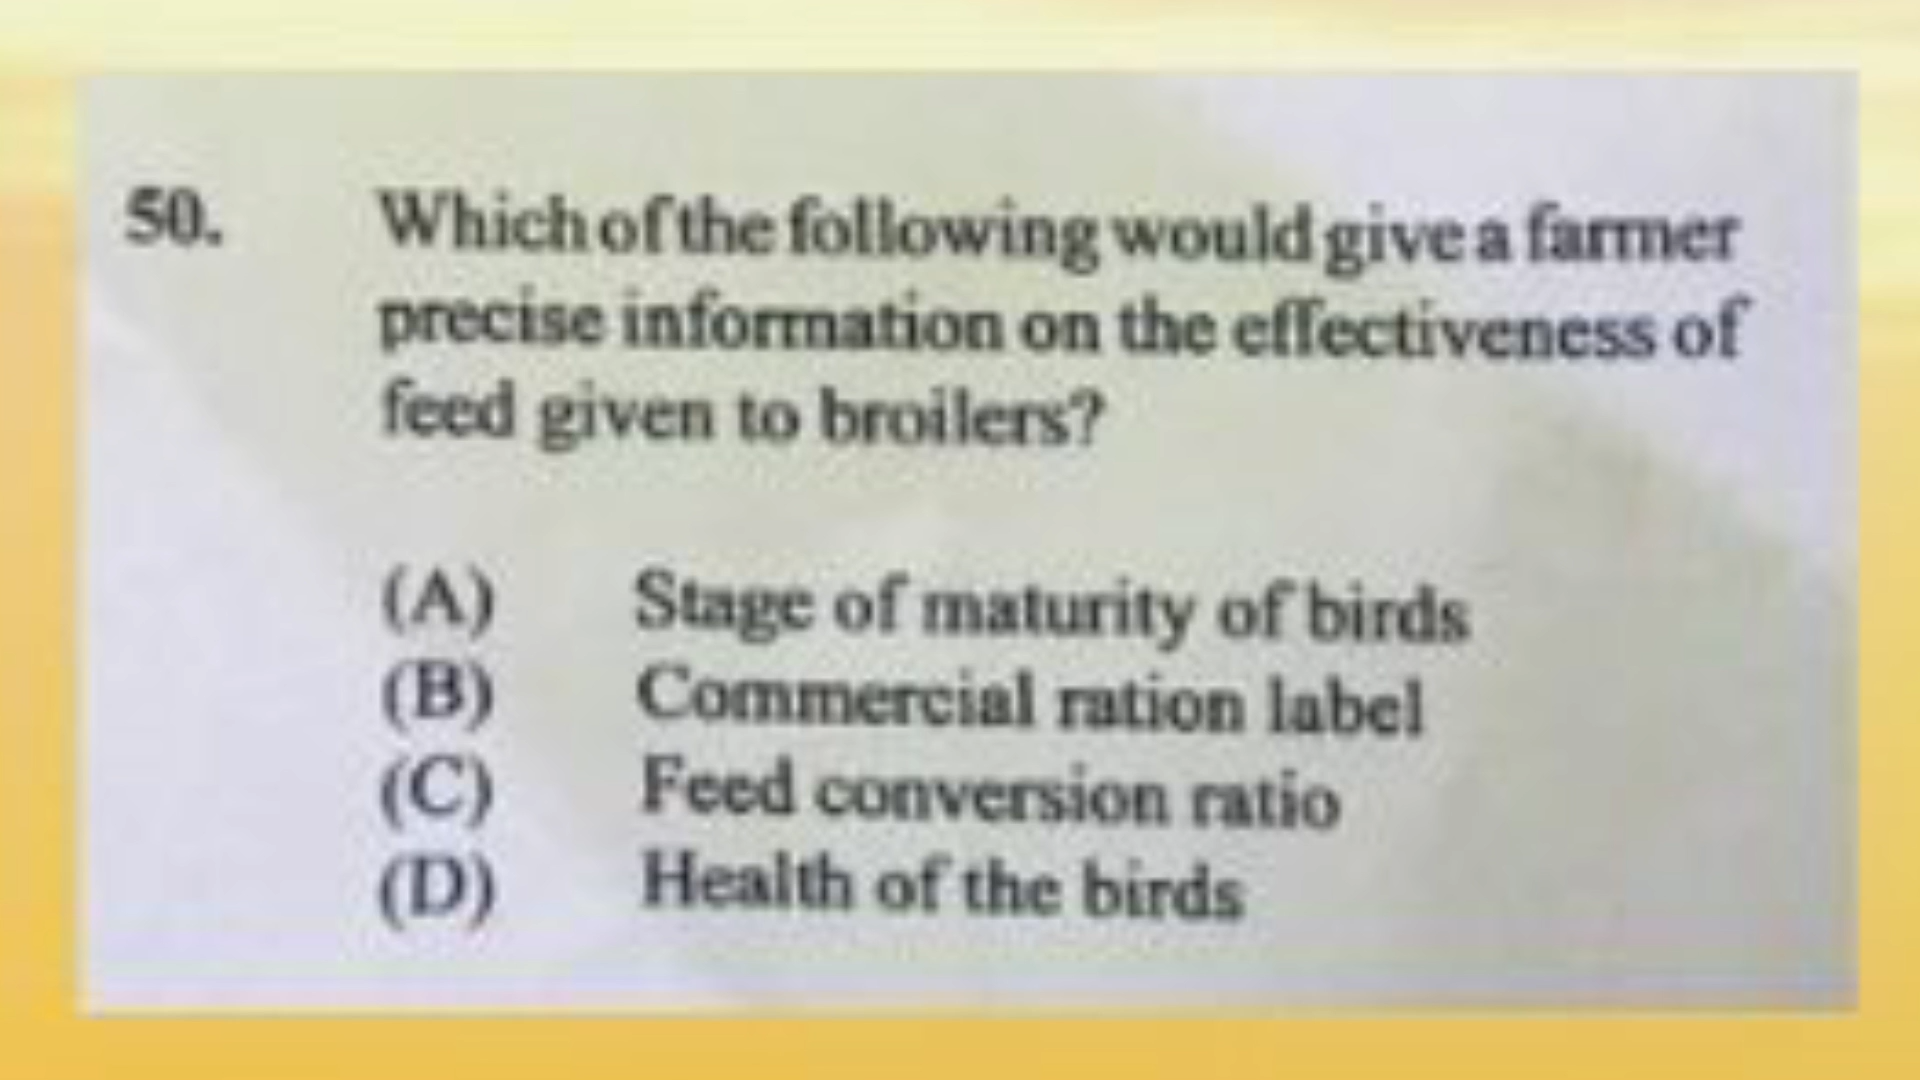 50. Which of the following would give a farmer
precise information on the effectiveness of
feed given to broilers?
(A) Stage of maturity of birds
(B) Commercial ration label
(C) Feed conversion ratio
(D) Health of the birds